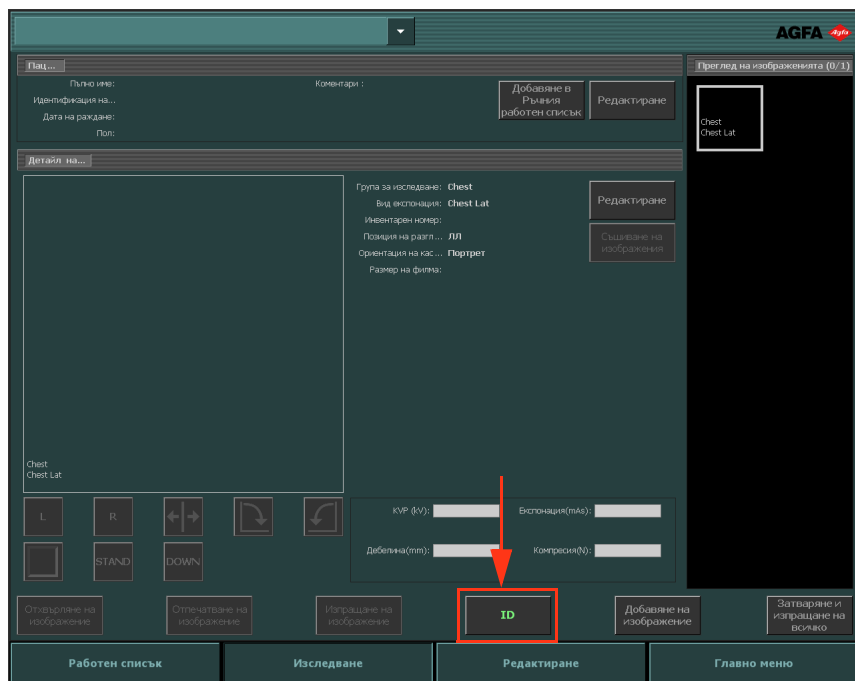 AGFA Agfa
Пац...
Пълно име:
Идентификация на...
Дата на раждане:
Пол:
Коментари :
Добавяне в
Ръчния
работен списък
Редактиране
Преглед на изображенията (0/1)
Chest
Chest Lat
Детайл на...
Група за изследване: Chest
Вид експонация: Chest Lat
Инвентарен номер:
Позиция на разгл... ЛЛ
Ориентация на кас... Портрет
Размер на филма:
Редактиране
Съшиване на
изображения
Chest
Chest Lat
L
R
STAND
DOWN
KVP (kV):
Експонация(mAs):
Дебелина(mm):
Компресия(N):
Отхвърляне на
изображение
Отпечатва не на
изображение
Изпращане на
изображение
ID
Добавяне на
изображение
Затваряне и
изпращане на
всичко
Работен списък
Изследване
Редактиране
Главно меню